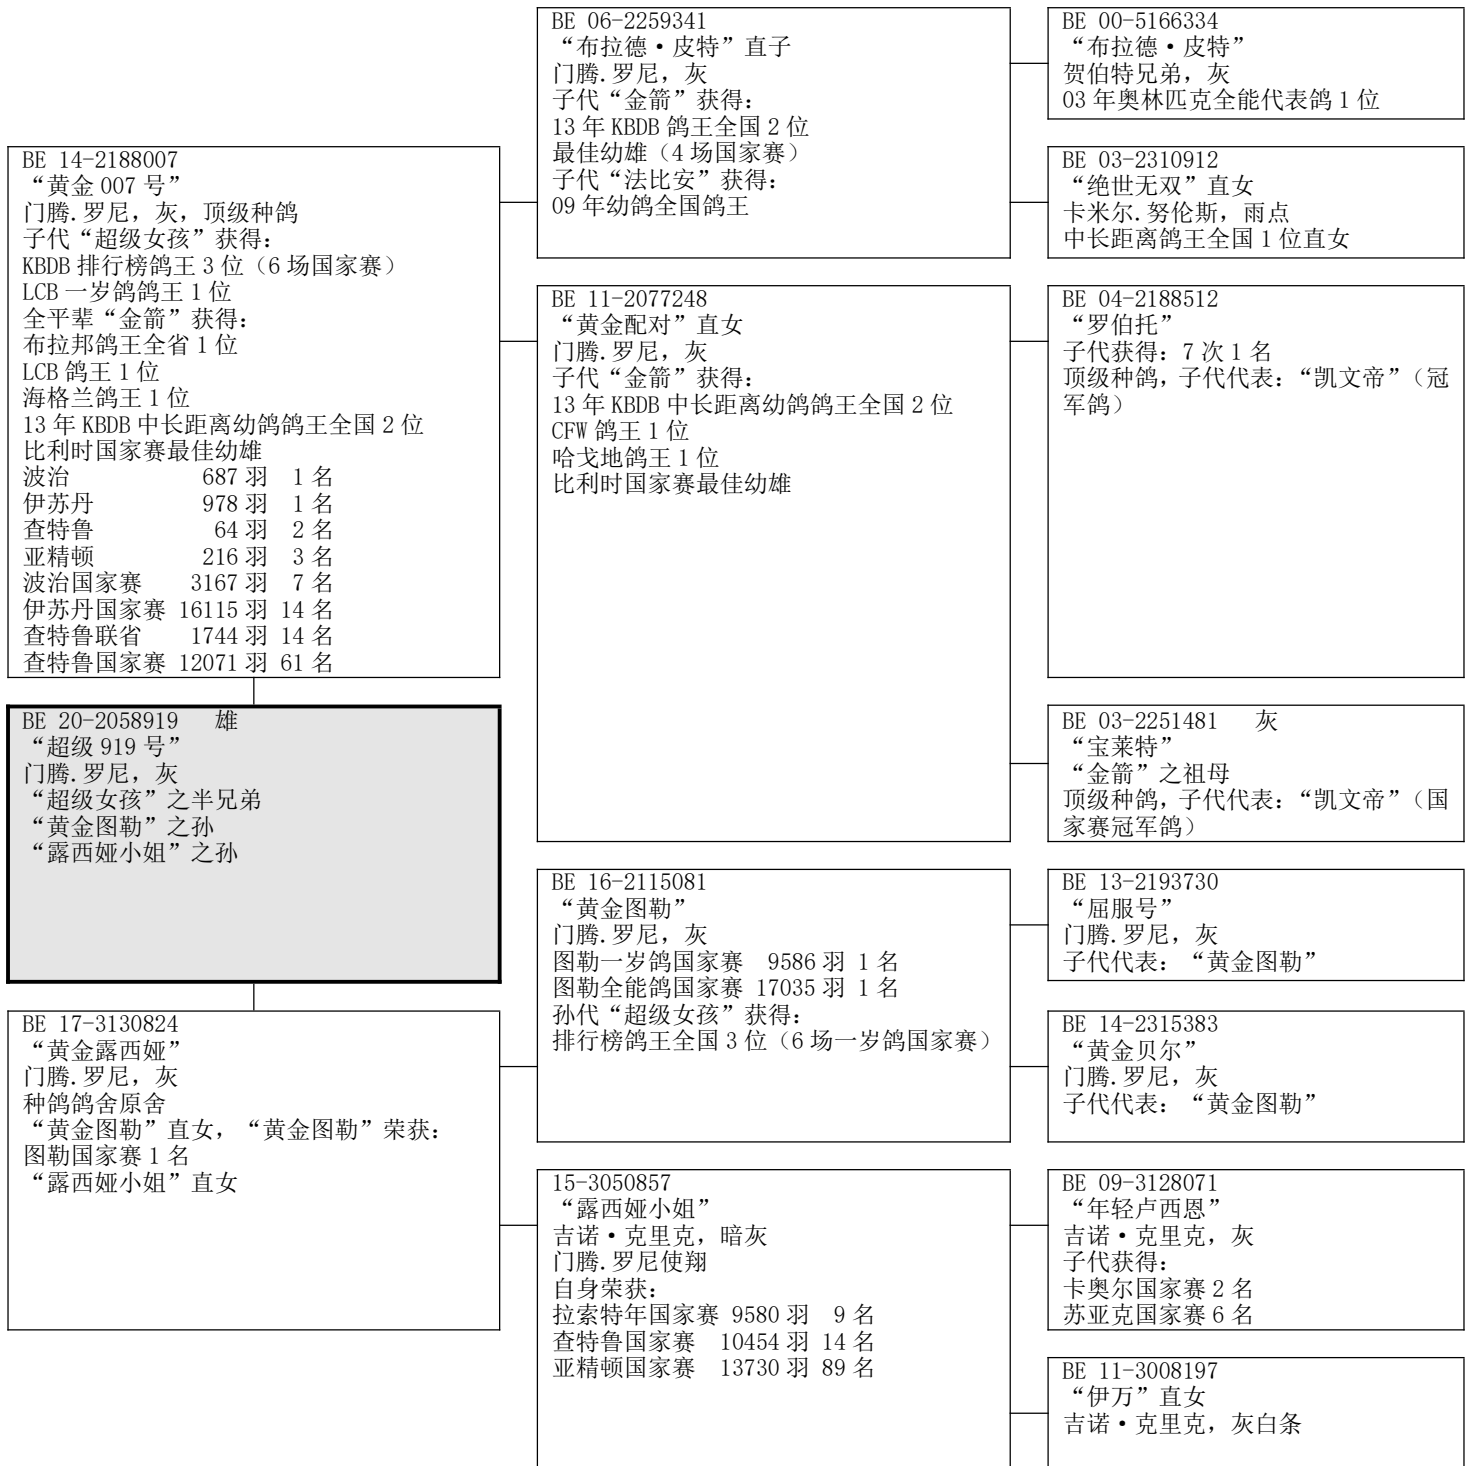 BE 14-2188007
“黄金 007 号”
门腾.罗尼，灰，顶级种鸽
子代“超级女孩”获得：
KBDB 排行榜鸽王 3 位（6 场国家赛）
LCB 一岁鸽鸽王 1 位
全平辈“金箭”获得：
布拉邦鸽王全省 1 位
LCB 鸽王 1 位
海格兰鸽王 1 位
13 年 KBDB 中长距离幼鸽鸽王全国 2 位
比利时国家赛最佳幼雄
波治 687 羽 1 名
伊苏丹 978 羽 1 名
查特鲁 64 羽 2 名
亚精顿 216 羽 3 名
波治国家赛 3167 羽 7 名
伊苏丹国家赛 16115 羽 14 名
查特鲁联省 1744 羽 14 名
查特鲁国家赛 12071 羽 61 名
BE 20-2058919 雄
“超级 919 号”
门腾.罗尼，灰
“超级女孩”之半兄弟
“黄金图勒”之孙
“露西娅小姐”之孙
BE 17-3130824
“黄金露西娅”
门腾.罗尼，灰
种鸽鸽舍原舍
“黄金图勒”直女，“黄金图勒”荣获：
图勒国家赛 1 名
“露西娅小姐”直女
BE 06-2259341
“布拉德·皮特”直子
门腾.罗尼，灰
子代“金箭”获得：
13 年 KBDB 鸽王全国 2 位
最佳幼雄（4 场国家赛）
子代“法比安”获得：
09 年幼鸽全国鸽王
BE 11-2077248
“黄金配对”直女
门腾.罗尼，灰
子代“金箭”获得：
13 年 KBDB 中长距离幼鸽鸽王全国 2 位
CFW 鸽王 1 位
哈戈地鸽王 1 位
比利时国家赛最佳幼雄
BE 16-2115081
“黄金图勒”
门腾.罗尼，灰
图勒一岁鸽国家赛 9586 羽 1 名
图勒全能鸽国家赛 17035 羽 1 名
孙代“超级女孩”获得：
排行榜鸽王全国 3 位（6 场一岁鸽国家赛）
15-3050857
“露西娅小姐”
吉诺·克里克，暗灰
门腾.罗尼使翔
自身荣获：
拉索特年国家赛 9580 羽 9 名
查特鲁国家赛 10454 羽 14 名
亚精顿国家赛 13730 羽 89 名
BE 00-5166334
“布拉德·皮特”
贺伯特兄弟，灰
03 年奥林匹克全能代表鸽 1 位
BE 03-2310912
“绝世无双”直女
卡米尔.努伦斯，雨点
中长距离鸽王全国 1 位直女
BE 04-2188512
“罗伯托”
子代获得：7 次 1 名
顶级种鸽，子代代表：“凯文帝”（冠
军鸽）
BE 03-2251481 灰
“宝莱特”
“金箭”之祖母
顶级种鸽，子代代表：“凯文帝”（国
家赛冠军鸽）
BE 13-2193730
“屈服号”
门腾.罗尼，灰
子代代表：“黄金图勒”
BE 14-2315383
“黄金贝尔”
门腾.罗尼，灰
子代代表：“黄金图勒”
BE 09-3128071
“年轻卢西恩”
吉诺·克里克，灰
子代获得：
卡奥尔国家赛 2 名
苏亚克国家赛 6 名
BE 11-3008197
“伊万”直女
吉诺·克里克，灰白条